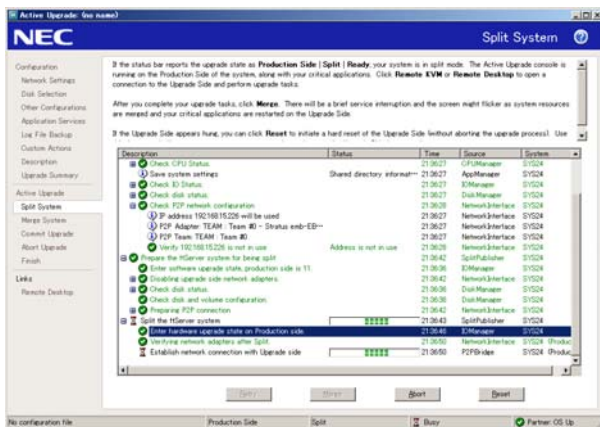 Active Upgrade: (no name)
NEC
Split System
Configuration
Network Settings
Disk Selection
Other Configurations
Application Services
Log File Backup
Custom Actions
Description
Upgrade Summary
Active Upgrade
Split System
Merge System
Commit Upgrade
Abort Upgrade
Finish
Links
Remote Desktop
If the status bar reports the upgrade state as Production Side | Split | Ready, your system is in split mode. The Active Upgrade console is
running on the Production Side of the system, along with your critical applications. Click Remote KVM or Remote Desktop to open a
connection to the Upgrade Side and perform upgrade tasks.
After you complete your upgrade tasks, click Merge. There will be a brief service interruption and the screen might flicker as system resources
are merged and your critical applications are restarted on the Upgrade Side.
If the Upgrade Side appears hung, you can click Reset to initiate a hard reset of the Upgrade Side (without aborting the upgrade process). Use
Description Status Time Source System
Check CPU Status. 21:36:27 CPUManager SYS24
Save system settings Shared directory informat... 21:36:27 AppManager SYS24
Check IO Status. 21:36:27 IOManager SYS24
Check disk status. 21:36:27 DiskManager SYS24
Check P2P network configuration 21:36:28 NetworkInterface SYS24
IP address 192.168.15.226 will be used 21:36:28 NetworkInterface SYS24
P2P Adapter TEAM : Team #0 - Stratus emb-EB... 21:36:28 NetworkInterface SYS24
P2P Team: TEAM : Team #0 21:36:28 NetworkInterface SYS24
Verify 192.168.15.226 is not in use Address is not in use 21:36:28 NetworkInterface SYS24
Prepare the ftServer system for being split 21:36:42 SplitPublisher SYS24
Enter software upgrade state, production side is 11. 21:36:36 IOManager SYS24
Disabling upgrade side network adapters. 21:36:42 NetworkInterface SYS24
Check disk status. 21:36:36 DiskManager SYS24
Check disk and volume configuration. 21:36:36 DiskManager SYS24
Preparing P2P connection 21:36:42 NetworkInterface SYS24
Split the ftServer system 21:36:43 SplitPublisher SYS24
Enter hardware upgrade state on Production side. 21:36:46 IOManager SYS24
Verifying network adapters after Split. 21:36:50 NetworkInterface SYS24 (Produc
Establish network connection with Upgrade side 21:36:50 P2PBridge SYS24 (Produc
Retry Merge Abort Reset
No configuration file Production Side Split Busy Partner: OS Up